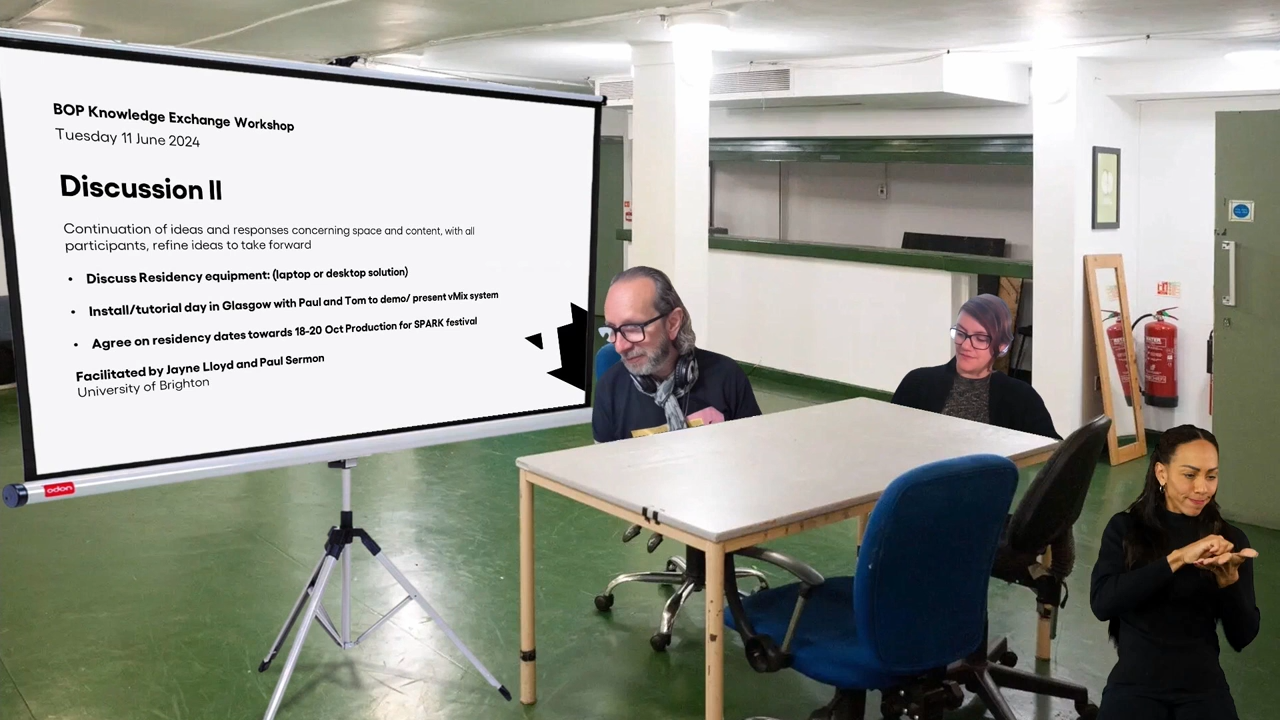 BOP Knowledge Exchange Workshop
Tuesday 11 June 2024
Discussion II
Continuation of ideas and responses concerning space and content, with all
participants, refine ideas to take forward
• Discuss Residency equipment: (laptop or desktop solution)
• Install/tutorial day in Glasgow with Paul and Tom to demo/ present vMix system
• Agree on residency dates towards 18-20 Oct Production for SPARK festival
Facilitated by Jayne Lloyd and Paul Sermon
University of Brighton
odon